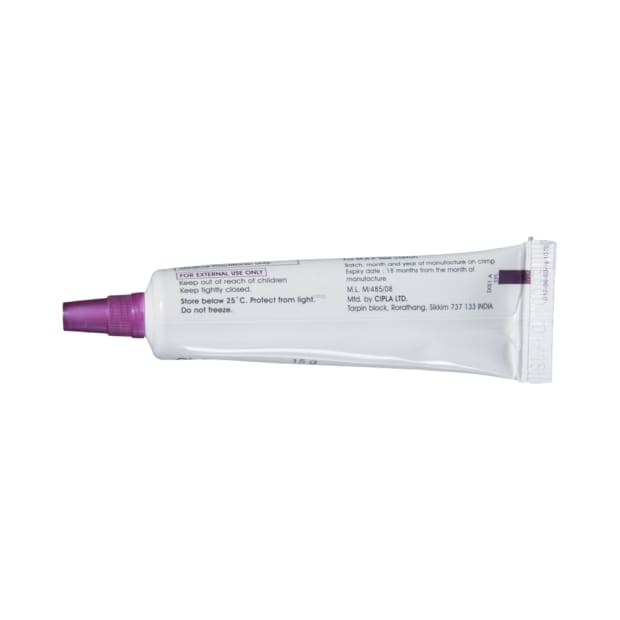 FOR EXTERNAL USE ONLY
Keep out of reach of children
Keep tightly closed.
Store below 25°C. Protect from light.
Do not freeze.
Batch, month and year of manufacture on crimp
Expiry date : 18 months from the month of
manufacture
M.L. M/485/08
Mfd. by CIPLA LTD.
Tarpin block, Rorathang, Sikkim 737 133 INDIA
15 g